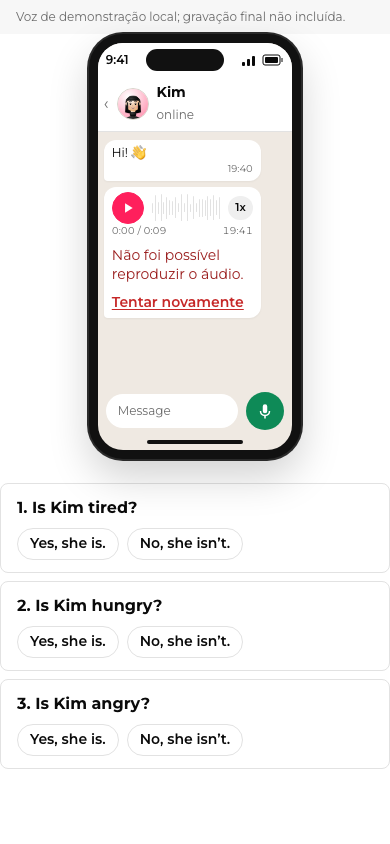 Voz de demonstração local; gravação final não incluída.
9:41
Kim
online
Hi! 👋
19:40
1x
0:00 / 0:09
19:41
Não foi possível
reproduzir o áudio.
Tentar novamente
Message
1. Is Kim tired?
Yes, she is.
No, she isn’t.
2. Is Kim hungry?
Yes, she is.
No, she isn’t.
3. Is Kim angry?
Yes, she is.
No, she isn’t.